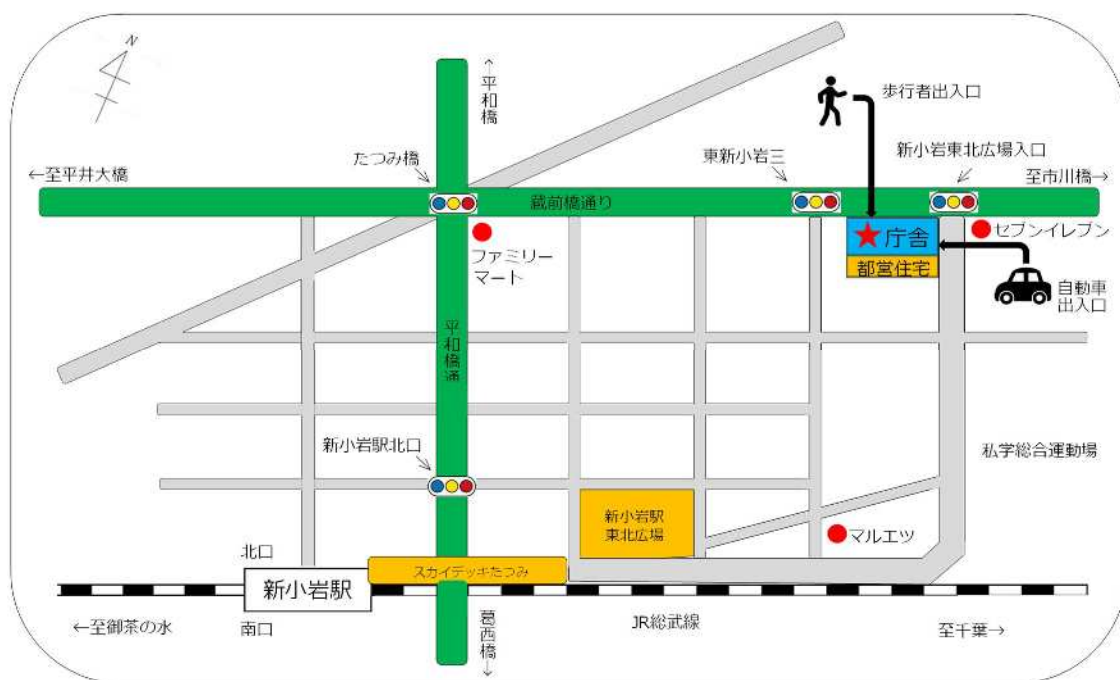 N
↑平和橋
歩行者出入口
たつみ橋
東新小岩三
新小岩東北広場入口
←至平井大橋
至市川橋→
蔵前橋通り
★庁舎
セブンイレブン
ファミリー
マート
都営住宅
自動車
出入口
平和橋通
新小岩駅北口
私学総合運動場
新小岩駅
東北広場
マルエツ
北口
スカイデッキたつみ
新小岩駅
南口
←至御茶の水
葛西橋↓
JR総武線
至千葉→